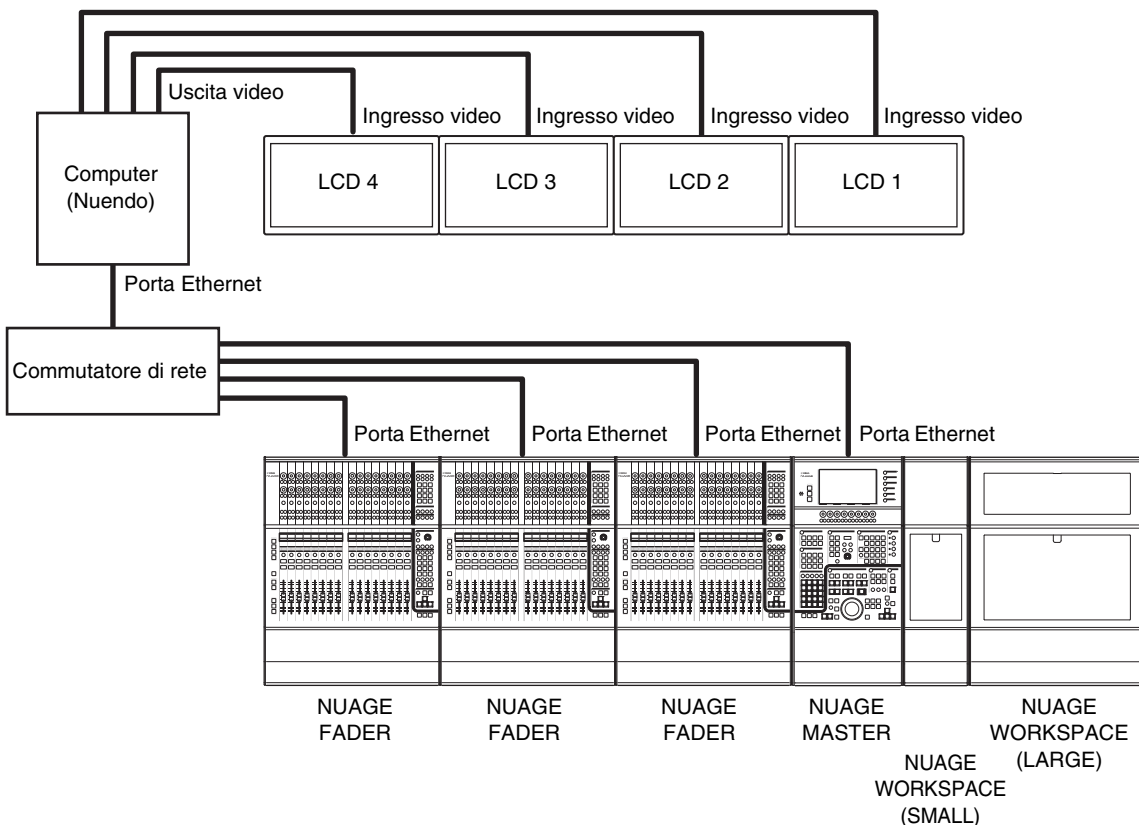 Uscita video
Ingresso video
Ingresso video
Ingresso video
Ingresso video
Computer
(Nuendo)
LCD 4
LCD 3
LCD 2
LCD 1
Porta Ethernet
Commutatore di rete
Porta Ethernet
Porta Ethernet
Porta Ethernet
Porta Ethernet
NUAGE
FADER
NUAGE
FADER
NUAGE
FADER
NUAGE
MASTER
NUAGE
WORKSPACE
(SMALL)
NUAGE
WORKSPACE
(LARGE)